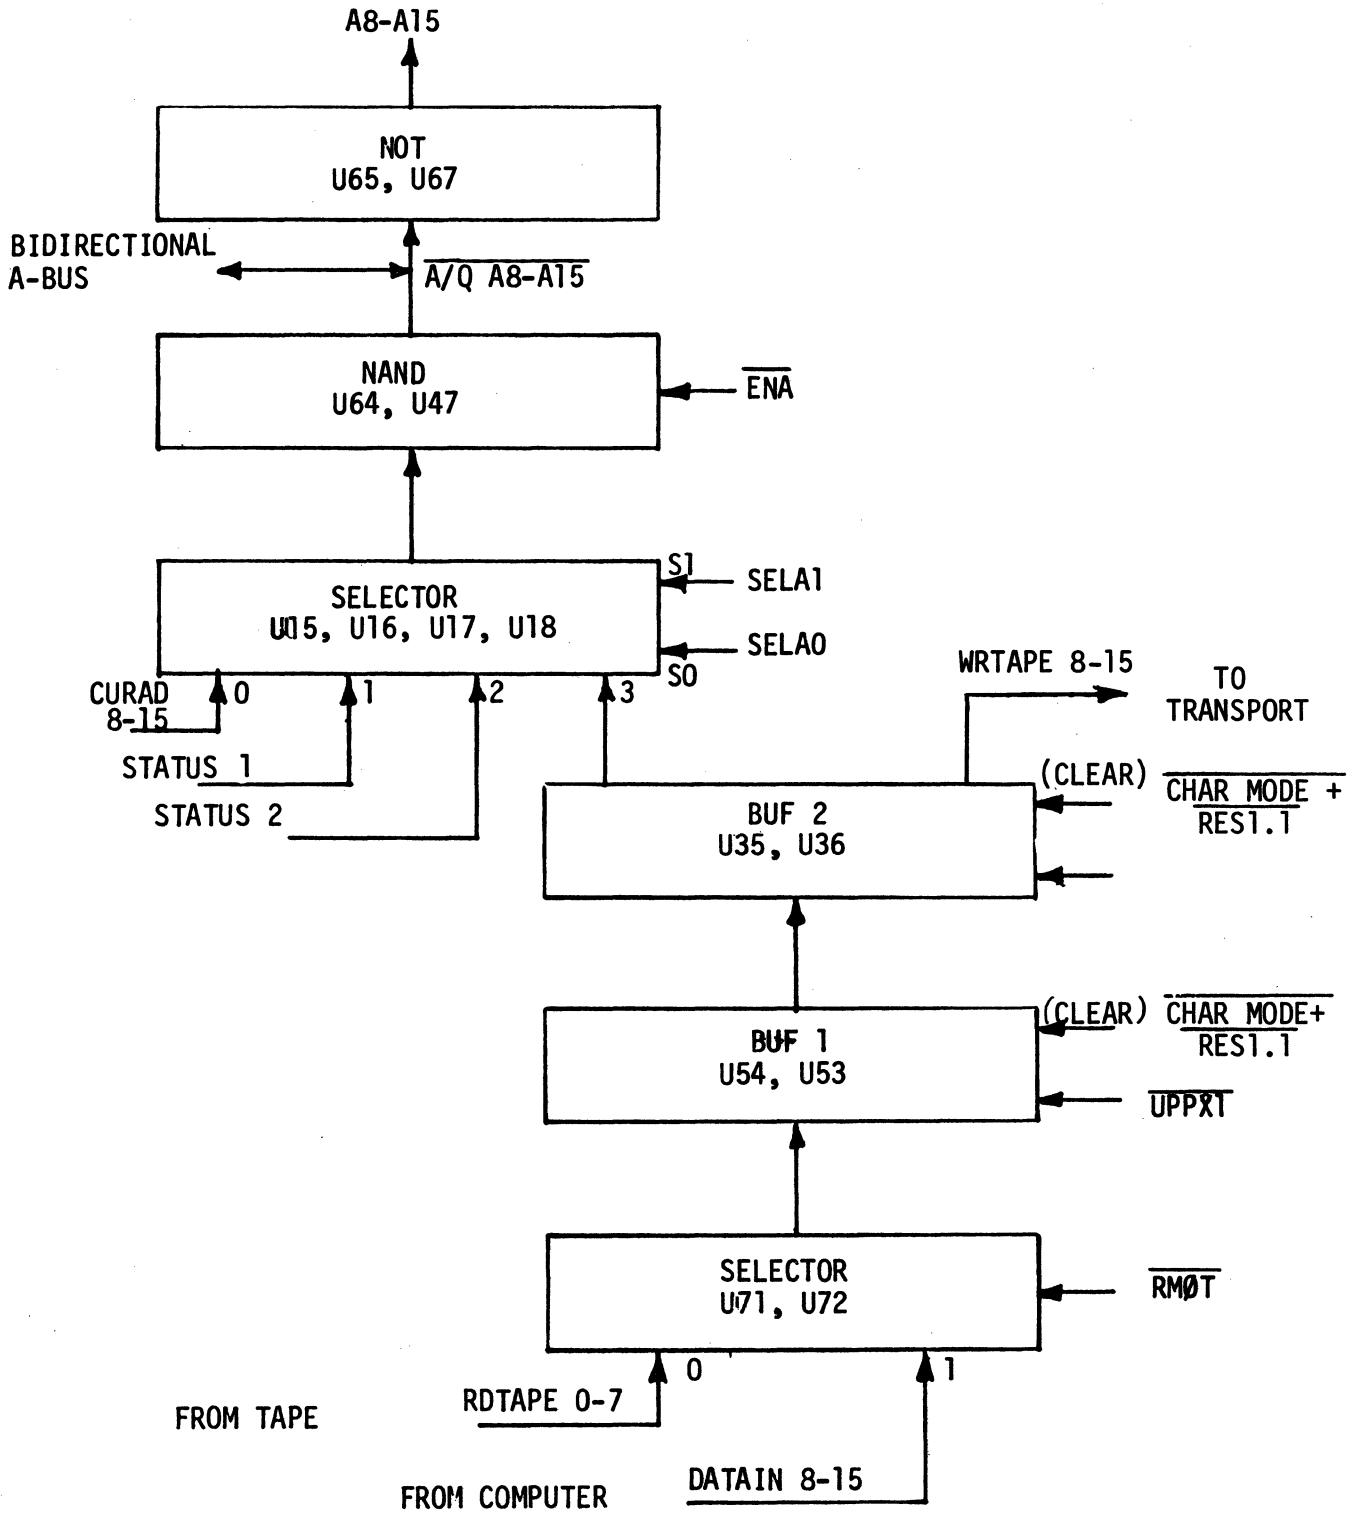 A8-A15
NOT
U65, U67
BIDIRECTIONAL
A-BUS
A/Q A8-A15
NAND
U64, U47
ENA
S1
SELA1
SELECTOR
U15, U16, U17, U18
SELA0
S0
CURAD
8-15
0
1
2
3
WRTAPE 8-15
TO
TRANSPORT
STATUS 1
STATUS 2
(CLEAR)
CHAR MODE +
RES1.1
BUF 2
U35, U36
(CLEAR)
CHAR MODE+
RES1.1
BUF 1
U54, U53
UPPX1
SELECTOR
U71, U72
RMØT
0
1
RDTAPE 0-7
FROM TAPE
DATAIN 8-15
FROM COMPUTER